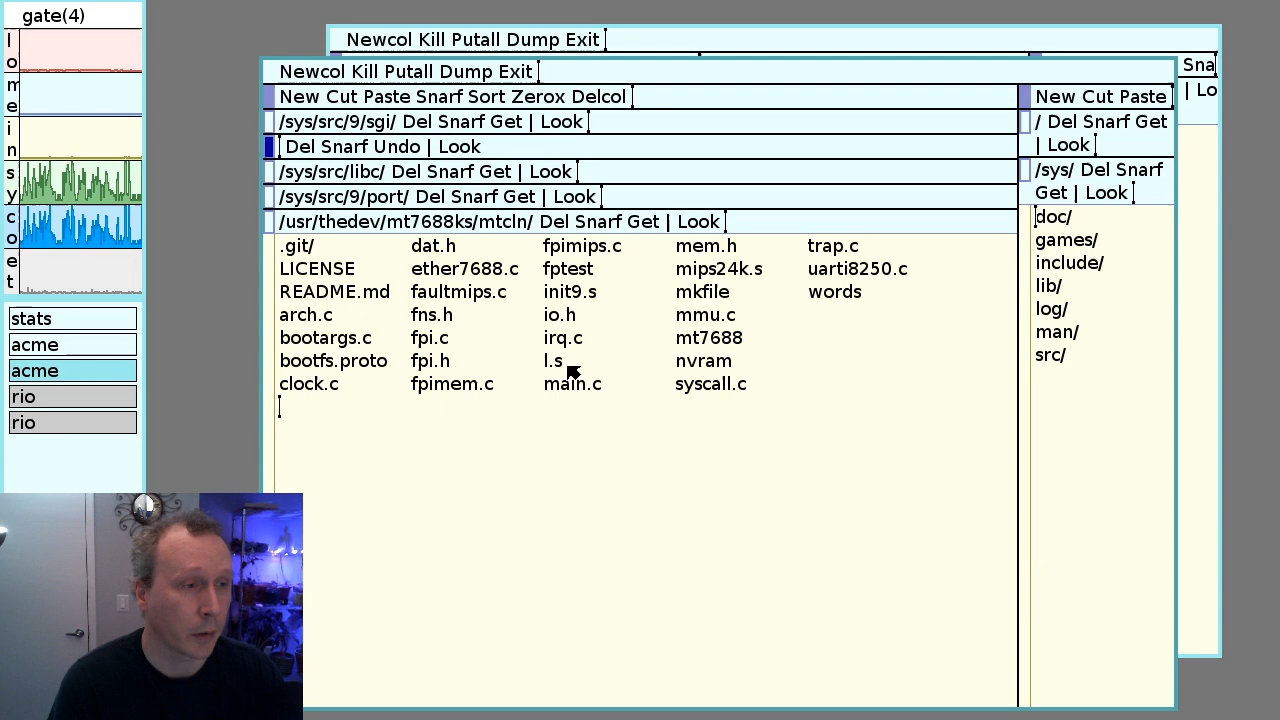 gate(4)
lo
me
in
sy
co
e
t
stats
acme
acme
rio
rio
Newcol Kill Putall Dump Exit
Sna
| Lo
Newcol Kill Putall Dump Exit
New Cut Paste Snarf Sort Zerox Delcol
/sys/src/9/sgi/ Del Snarf Get | Look
Del Snarf Undo | Look
/sys/src/libc/ Del Snarf Get | Look
/sys/src/9/port/ Del Snarf Get | Look
/usr/thedev/mt7688ks/mtcln/ Del Snarf Get | Look
.git/ dat.h fpimips.c mem.h trap.c
LICENSE ether7688.c fptest mips24k.s uarti8250.c
README.md faultmips.c init9.s mkfile words
arch.c fns.h io.h mmu.c
bootargs.c fpi.c irq.c mt7688
bootfs.proto fpi.h l.s nvram
clock.c fpimem.c main.c syscall.c
New Cut Paste
/ Del Snarf Get
| Look
/sys/ Del Snarf
Get | Look
doc/
games/
include/
lib/
log/
man/
src/